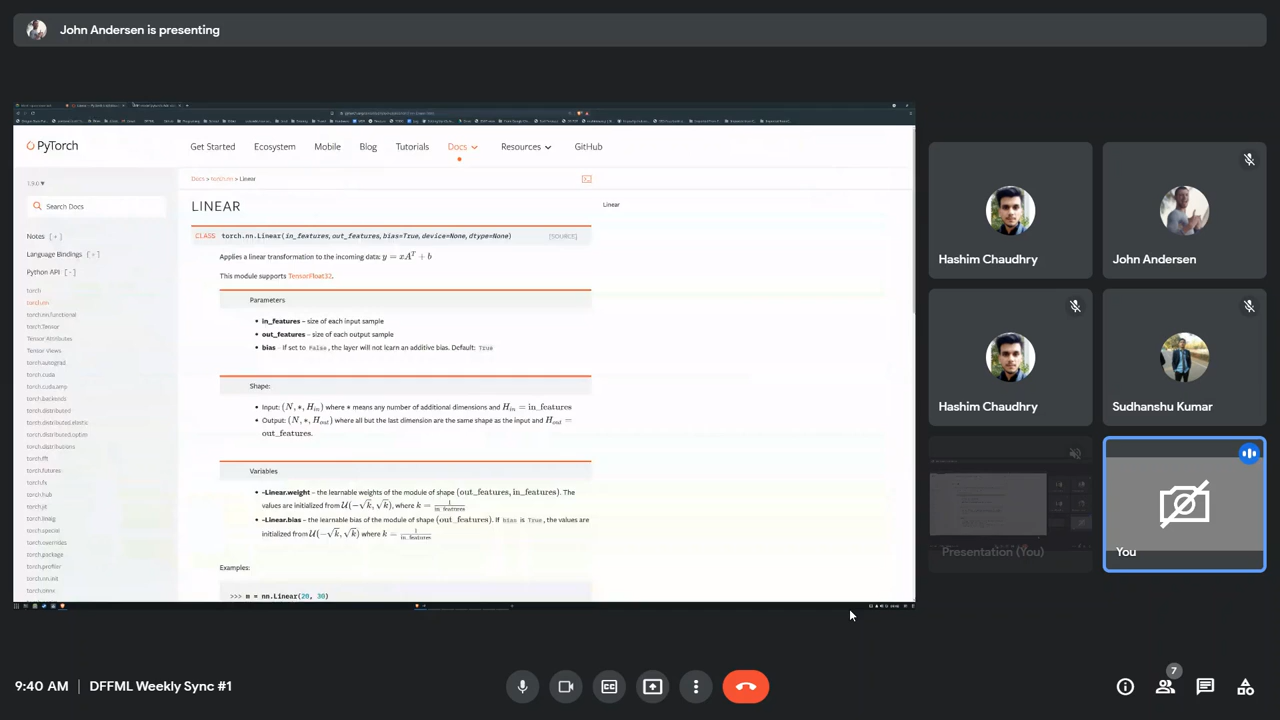 John Andersen is presenting
PyTorch
Get Started
Ecosystem
Mobile
Blog
Tutorials
Docs
Resources
GitHub
1.9.0 ▼
Docs > torch.nn > Linear
Search Docs
LINEAR
Linear
Notes [+]
Language Bindings [+]
Python API [-]
torch
torch.nn
torch.nn.functional
torch.Tensor
Tensor Attributes
Tensor Views
torch.autograd
torch.cuda
torch.cuda.amp
torch.backends
torch.distributed
torch.distributed.elastic
torch.distributed.optim
torch.distributions
torch.fft
torch.futures
torch.fx
torch.hub
torch.jit
torch.linalg
torch.special
torch.overrides
torch.package
torch.profiler
torch.nn.init
torch.onnx
CLASS torch.nn.Linear(in_features, out_features, bias=True, device=None, dtype=None) [SOURCE]
Applies a linear transformation to the incoming data: y = xA^T + b
This module supports TensorFloat32.
Parameters
• in_features – size of each input sample
• out_features – size of each output sample
• bias – If set to False, the layer will not learn an additive bias. Default: True
Shape:
• Input: (N, *, H_in) where * means any number of additional dimensions and H_in = in_features
• Output: (N, *, H_out) where all but the last dimension are the same shape as the input and H_out =
out_features.
Variables
• ~Linear.weight – the learnable weights of the module of shape (out_features, in_features). The
values are initialized from U(−√k, √k), where k = 1/in_features
• ~Linear.bias – the learnable bias of the module of shape (out_features). If bias is True, the values are
initialized from U(−√k, √k) where k = 1/in_features
Examples:
>>> m = nn.Linear(20, 30)
Hashim Chaudhry
John Andersen
Hashim Chaudhry
Sudhanshu Kumar
Presentation (You)
You
9:40 AM
DFFML Weekly Sync #1
CC
7